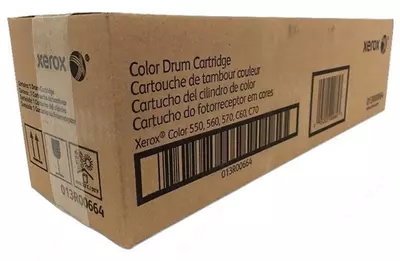 xerox
Color Drum Cartridge
Cartouche de tambour couleur
Cartucho del cilindro de color
Cartucho do fotorreceptor em cores
Xerox® Color 550, 560, 570, C60, C70
013R00664
013R00664
xerox